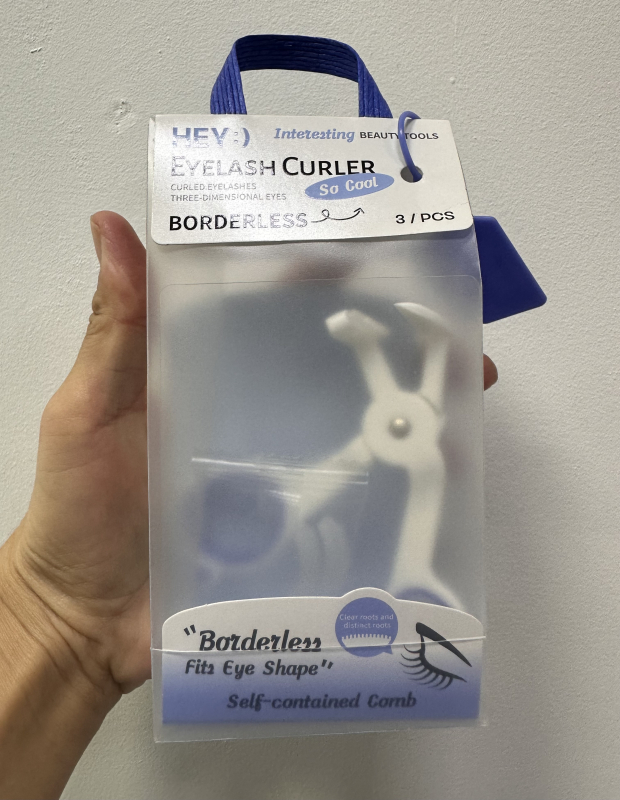 HEY:)
Interesting BEAUTY TOOLS
EYELASH CURLER
CURLED EYELASHES
THREE-DIMENSIONAL EYES
So Cool
BORDERLESS
3 / PCS
Clear roots and
distinct roots
"Borderless
Fits Eye Shape"
Self-contained Comb